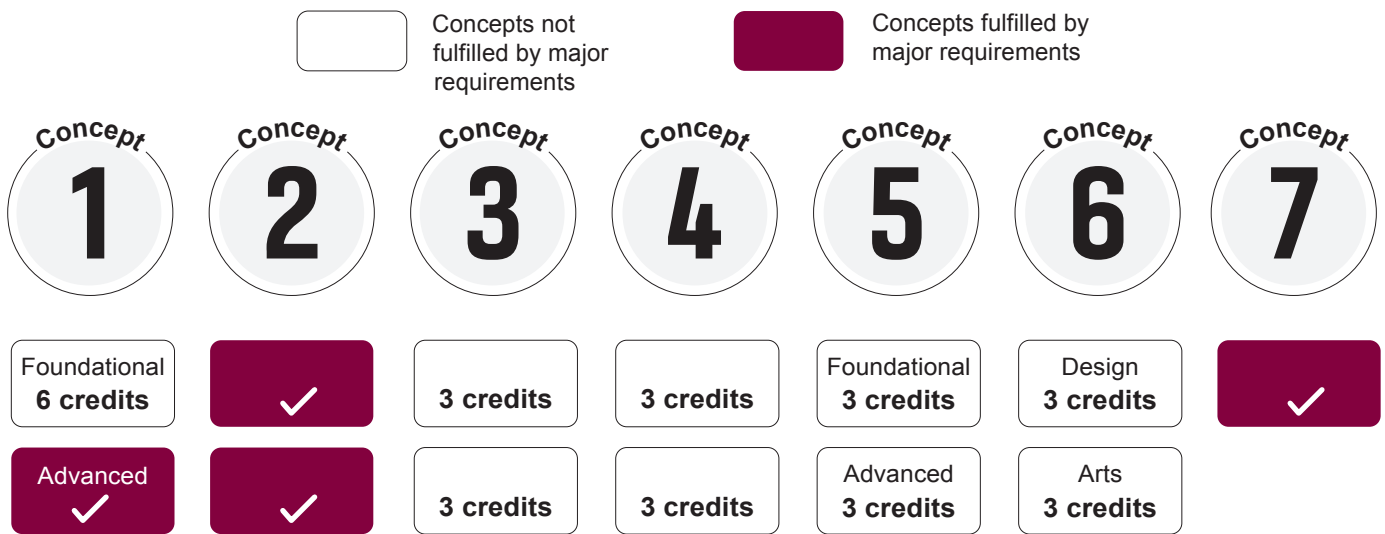 Concepts not
fulfilled by major
requirements
Concepts fulfilled by
major requirements
Concept
1
Concept
2
Concept
3
Concept
4
Concept
5
Concept
6
Concept
7
Foundational
6 credits
3 credits
3 credits
Foundational
3 credits
Design
3 credits
Advanced
3 credits
3 credits
Advanced
3 credits
Arts
3 credits